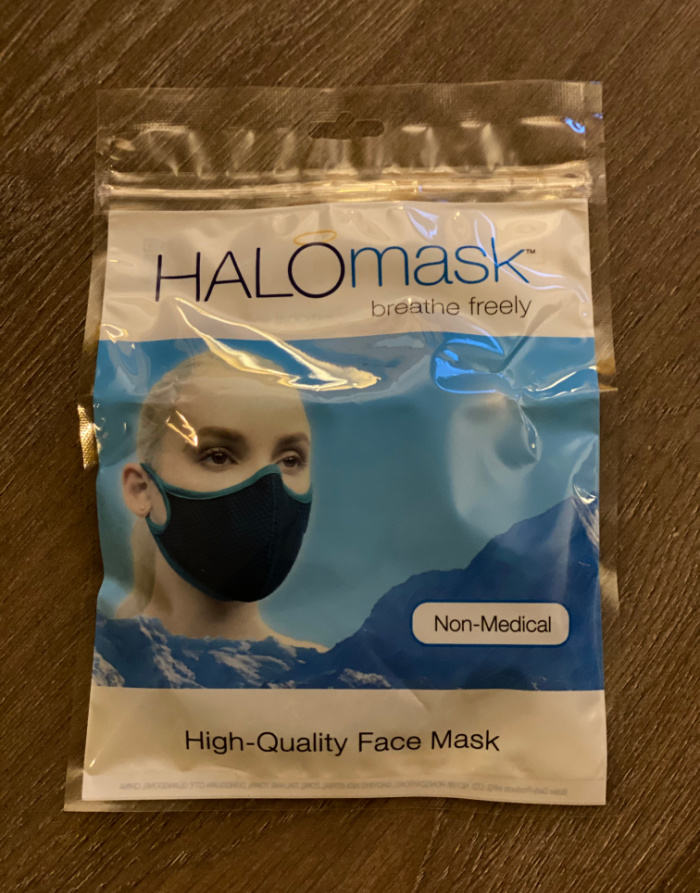 HALOmask™
breathe freely
Non-Medical
High-Quality Face Mask